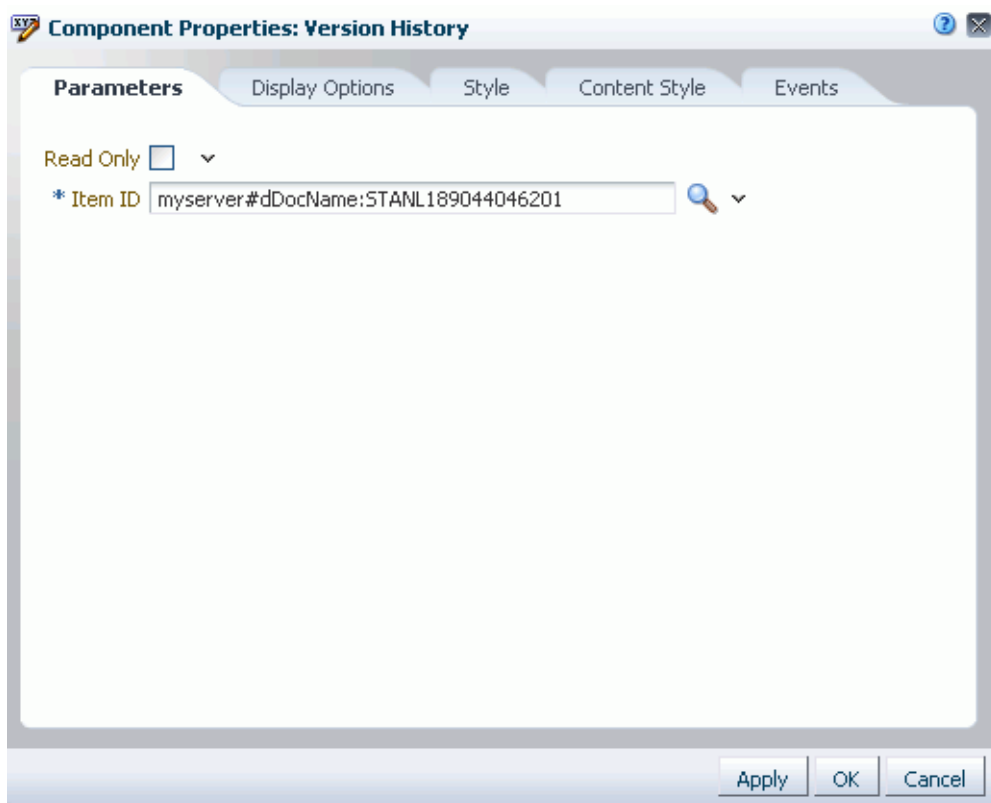 Component Properties: Version History
Parameters Display Options Style Content Style Events
Read Only
* Item ID myserver#dDocName:STANL189044046201
Apply OK Cancel